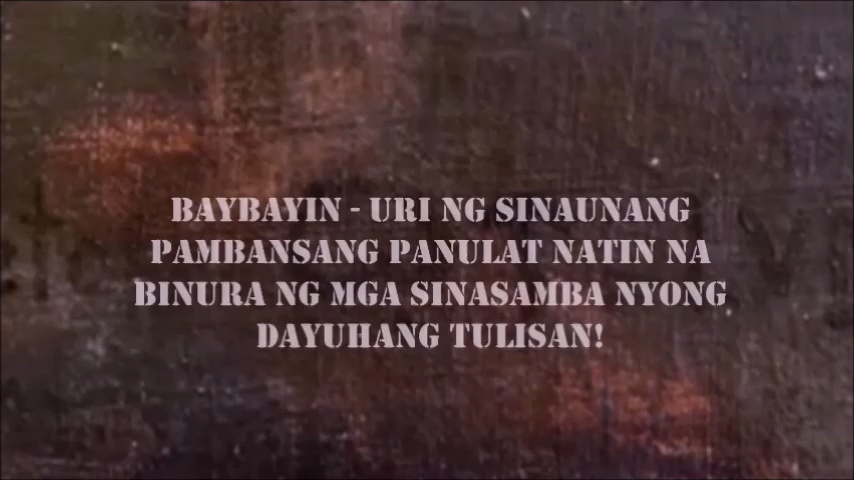 BAYBAYIN - URI NG SINAUNANG
PAMBANSANG PANULAT NATIN NA
BINURA NG MGA SINASAMBA NYONG
DAYUHANG TULISAN!